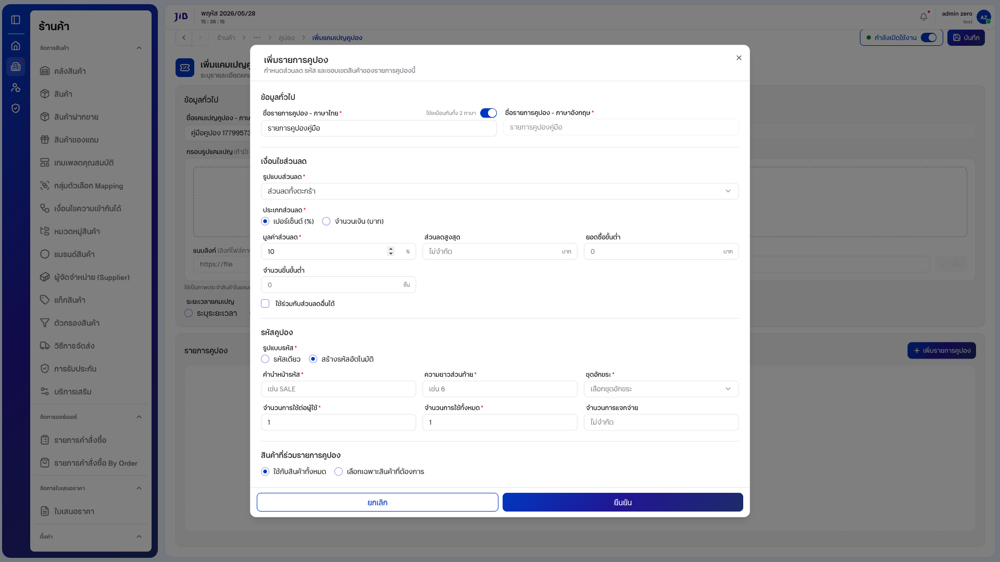 ร้านค้า
จัดการสินค้า
คลังสินค้า
สินค้า
สินค้าฝากขาย
สินค้าของแถม
เทมเพลตคุณสมบัติ
กลุ่มตัวเลือก Mapping
เงื่อนไขความเข้ากันได้
หมวดหมู่สินค้า
แบรนด์สินค้า
ผู้จัดจำหน่าย (Supplier)
แท็กสินค้า
ตัวกรองสินค้า
วิธีการจัดส่ง
การรับประกัน
บริการเสริม
จัดการออร์เดอร์
รายการคำสั่งซื้อ
รายการคำสั่งซื้อ By Order
จัดการใบเสนอราคา
ใบเสนอราคา
ตั้งค่า
JIB
พฤหัส 2026/05/28
15 : 36 : 15
admin zero
test
AZ
ร้านค้า > ... > คูปอง > เพิ่มแคมเปญคูปอง
กำลังเปิดใช้งาน
บันทึก
เพิ่มแคมเปญคู
ระบุรายละเอียดแคม
ข้อมูลทั่วไป
ชื่อแคมเปญคูปอง - ภาษ
คู่มือคูปอง 17799573
กรอบรูปแคมเปญ (ถ้ามี)
แนบลิงก์ (ลิงก์ไฟล์ภา
https://file
เพิ่ม
ใช้เป็นภาพประจำสินค้าในแคม
ระยะเวลาแคมเปญ
ระบุระยะเวลา
รายการคูปอง
+ เพิ่มรายการคูปอง
เพิ่มรายการคูปอง
กำหนดส่วนลด รหัส และขอบเขตสินค้าของรายการคูปองนี้
ข้อมูลทั่วไป
ชื่อรายการคูปอง - ภาษาไทย*
ใช้เหมือนกันทั้ง 2 ภาษา
ชื่อรายการคูปอง - ภาษาอังกฤษ*
รายการคูปองคู่มือ
รายการคูปองคู่มือ
เงื่อนไขส่วนลด
รูปแบบส่วนลด*
ส่วนลดทั้งตะกร้า
ประเภทส่วนลด*
เปอร์เซ็นต์ (%)
จำนวนเงิน (บาท)
มูลค่าส่วนลด*
ส่วนลดสูงสุด
ยอดซื้อขั้นต่ำ
10 %
ไม่จำกัด บาท
0 บาท
จำนวนชิ้นขั้นต่ำ
0 ชิ้น
ใช้ร่วมกับส่วนลดอื่นได้
รหัสคูปอง
รูปแบบรหัส*
รหัสเดียว
สร้างรหัสอัตโนมัติ
คำนำหน้ารหัส*
ความยาวส่วนท้าย*
ชุดอักขระ*
เช่น SALE
เช่น 6
เลือกชุดอักขระ
จำนวนการใช้ต่อผู้ใช้*
จำนวนการใช้ทั้งหมด*
จำนวนการแจกจ่าย
1
1
ไม่จำกัด
สินค้าที่ร่วมรายการคูปอง
ใช้กับสินค้าทั้งหมด
เลือกเฉพาะสินค้าที่ต้องการ
ยกเลิก
ยืนยัน